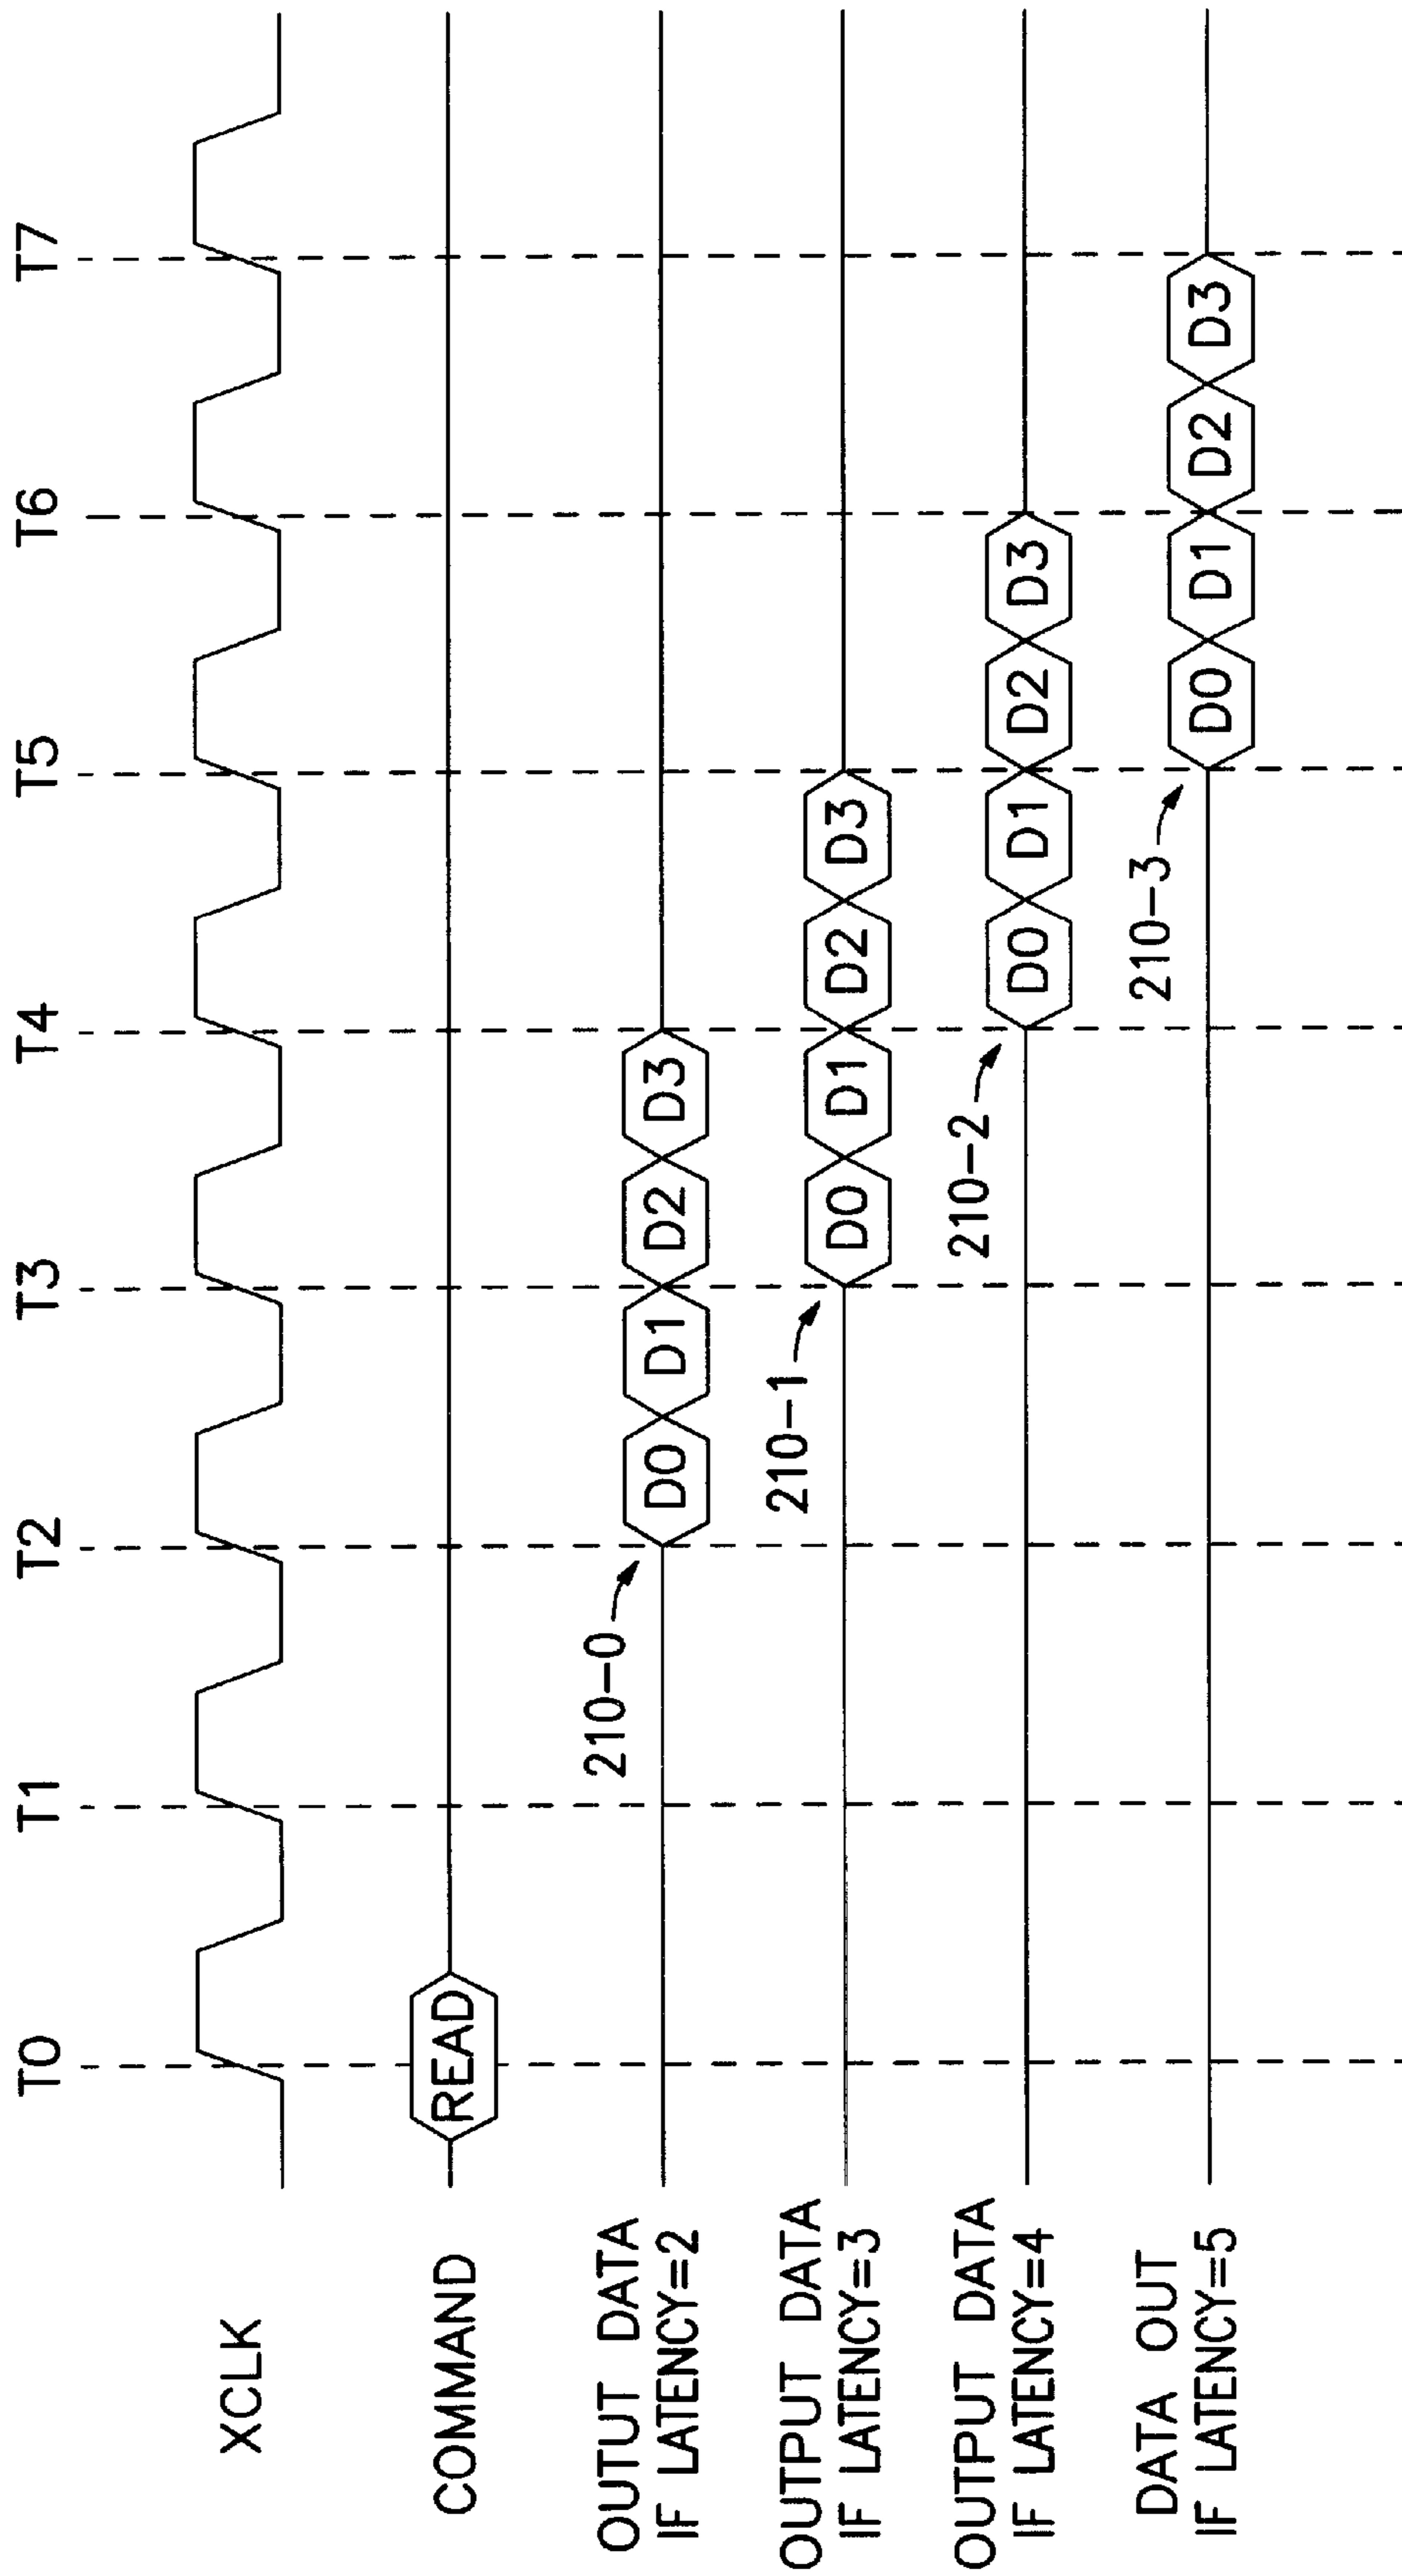 T0 T1 T2 T3 T4 T5 T6 T7
XCLK
COMMAND
READ
OUTUT DATA
IF LATENCY=2
210-0
D0 D1 D2 D3
OUTPUT DATA
IF LATENCY=3
210-1
D0 D1 D2 D3
OUTPUT DATA
IF LATENCY=4
210-2
D0 D1 D2 D3
DATA OUT
IF LATENCY=5
210-3
D0 D1 D2 D3